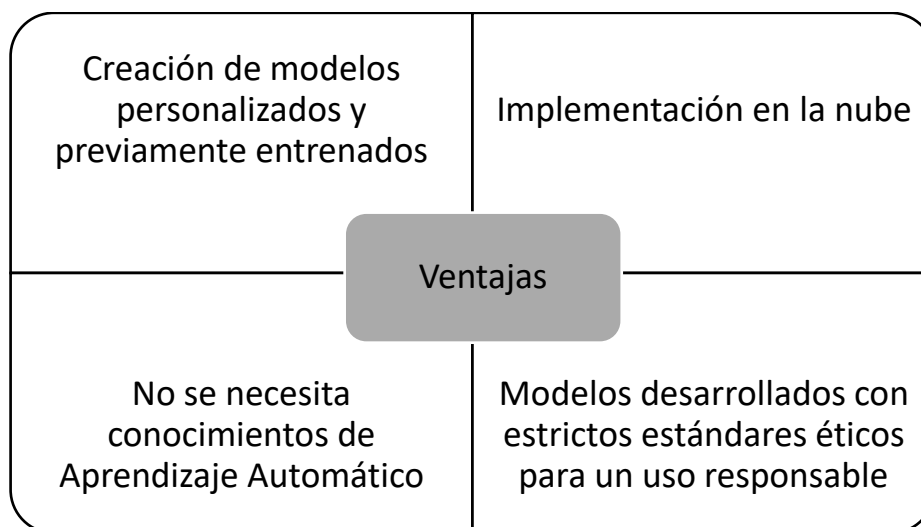 Creación de modelos
personalizados y
previamente entrenados
Implementación en la nube
Ventajas
No se necesita
conocimientos de
Aprendizaje Automático
Modelos desarrollados con
estrictos estándares éticos
para un uso responsable